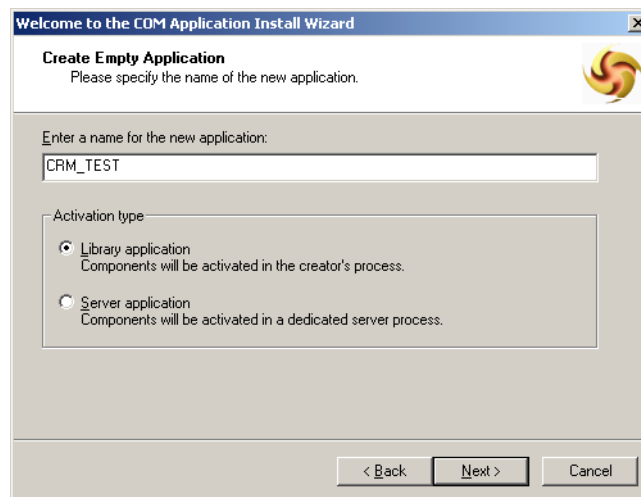 Welcome to the COM Application Install Wizard
Create Empty Application
Please specify the name of the new application.
Enter a name for the new application:
CRM_TEST
Activation type
Library application
Components will be activated in the creator's process.
Server application
Components will be activated in a dedicated server process.
< Back Next > Cancel